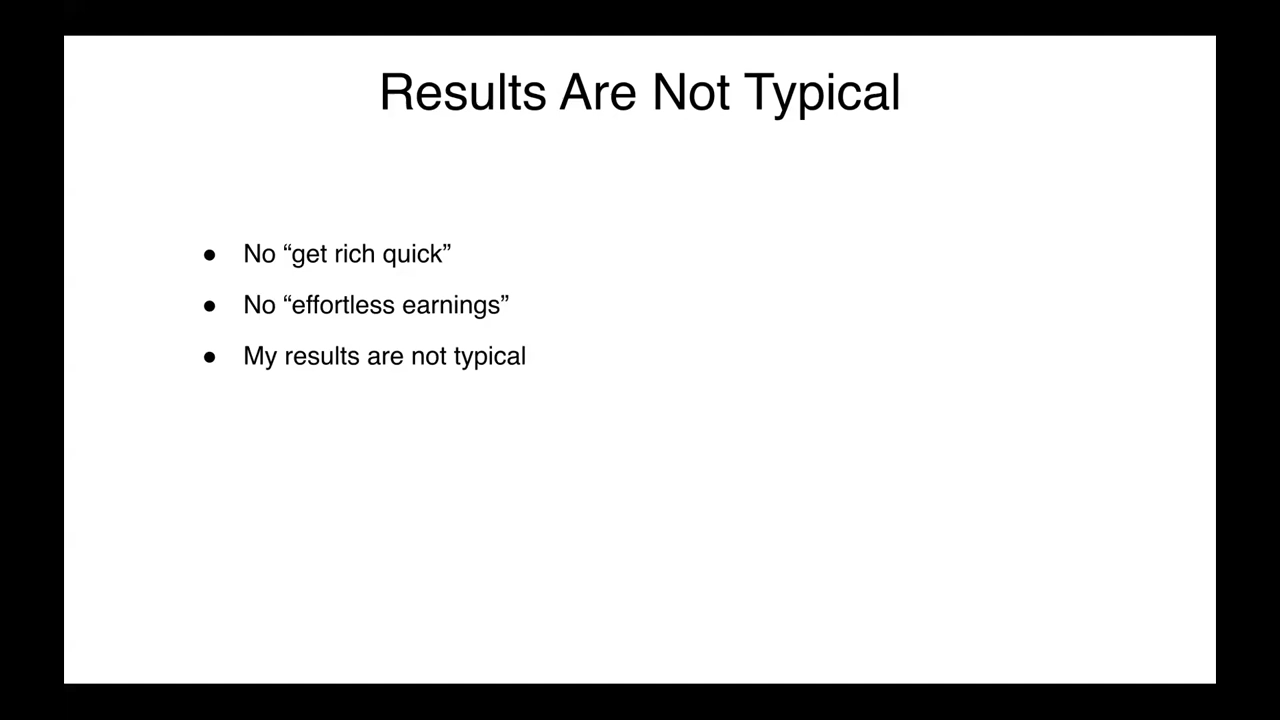 Results Are Not Typical
● No “get rich quick”
● No “effortless earnings”
● My results are not typical